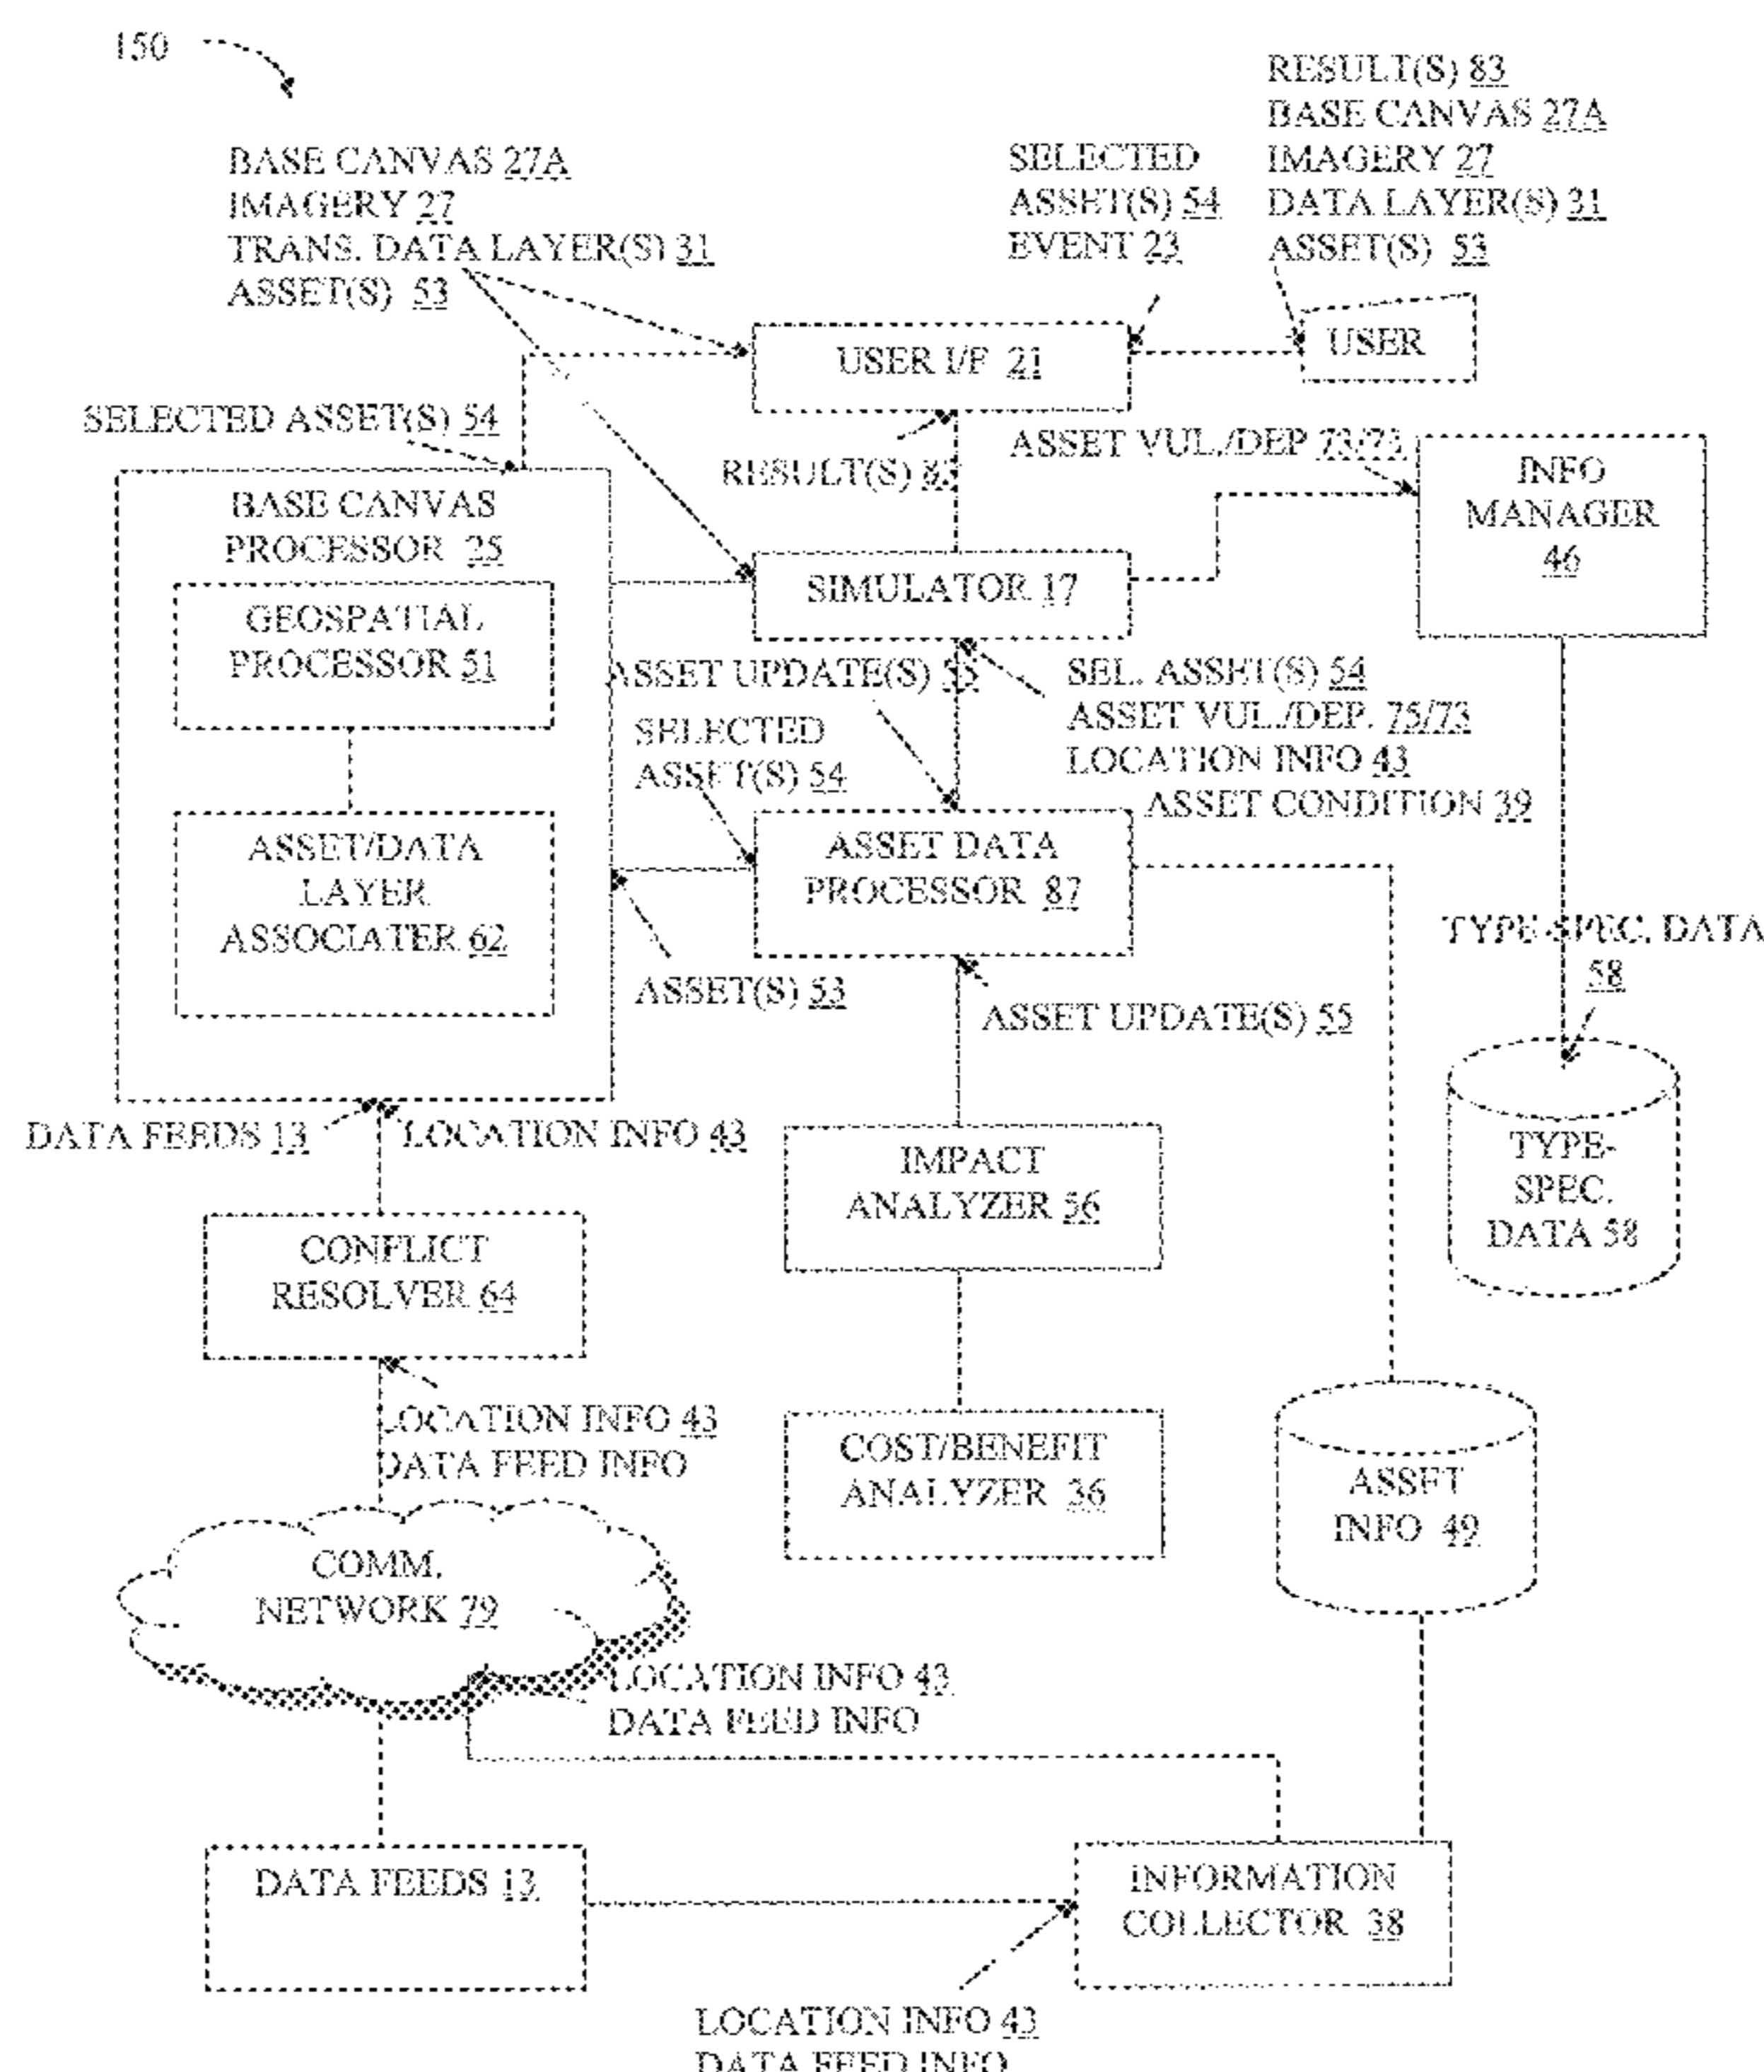 150
RESULT(S) 83
BASE CANVAS 27A
IMAGERY 27
DATA LAYER(S) 31
ASSET(S) 53
SELECTED
ASSET(S) 54
EVENT 23
BASE CANVAS 27A
IMAGERY 27
TRANS. DATA LAYER(S) 31
ASSET(S) 53
USER I/F 21
USER
SELECTED ASSET(S) 54
RESULT(S)
ASSET VUL./DEP
INFO
MANAGER
46
BASE CANVAS
PROCESSOR 25
GEOSPATIAL
PROCESSOR 51
SIMULATOR 17
ASSET UPDATE(S) 55
SEL. ASSET(S) 54
ASSET VUL./DEP. 75/73
LOCATION INFO 43
ASSET CONDITION 39
SELECTED
ASSET(S) 54
ASSET/DATA
LAYER
ASSOCIATER 62
ASSET DATA
PROCESSOR 87
TYPE-SPEC. DATA
58
ASSET(S) 53
ASSET UPDATE(S) 55
DATA FEEDS 13
LOCATION INFO 43
IMPACT
ANALYZER 56
TYPE-
SPEC.
DATA 58
CONFLICT
RESOLVER 64
LOCATION INFO 43
DATA FEED INFO
COST/BENEFIT
ANALYZER 36
ASSET
INFO 49
COMM.
NETWORK 79
LOCATION INFO 43
DATA FEED INFO
DATA FEEDS 13
INFORMATION
COLLECTOR 38
LOCATION INFO 43
DATA FEED INFO